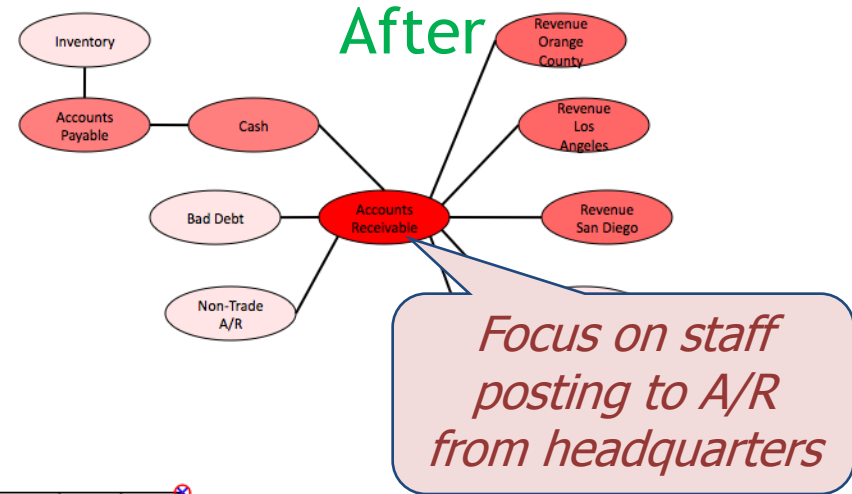 After
Inventory
Revenue
Orange
County
Accounts
Payable
Cash
Revenue
Los
Angeles
Bad Debt
Accounts
Receivable
Revenue
San Diego
Non-Trade
A/R
Focus on staff
posting to A/R
from headquarters